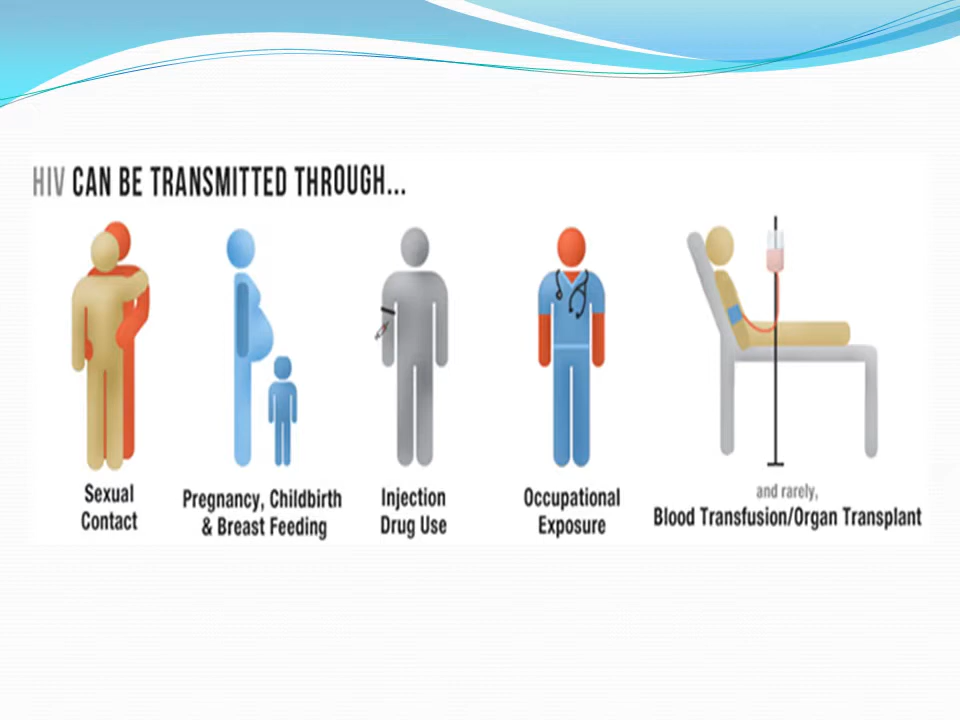 HIV CAN BE TRANSMITTED THROUGH...
Sexual
Contact
Pregnancy, Childbirth
& Breast Feeding
Injection
Drug Use
Occupational
Exposure
and rarely,
Blood Transfusion/Organ Transplant